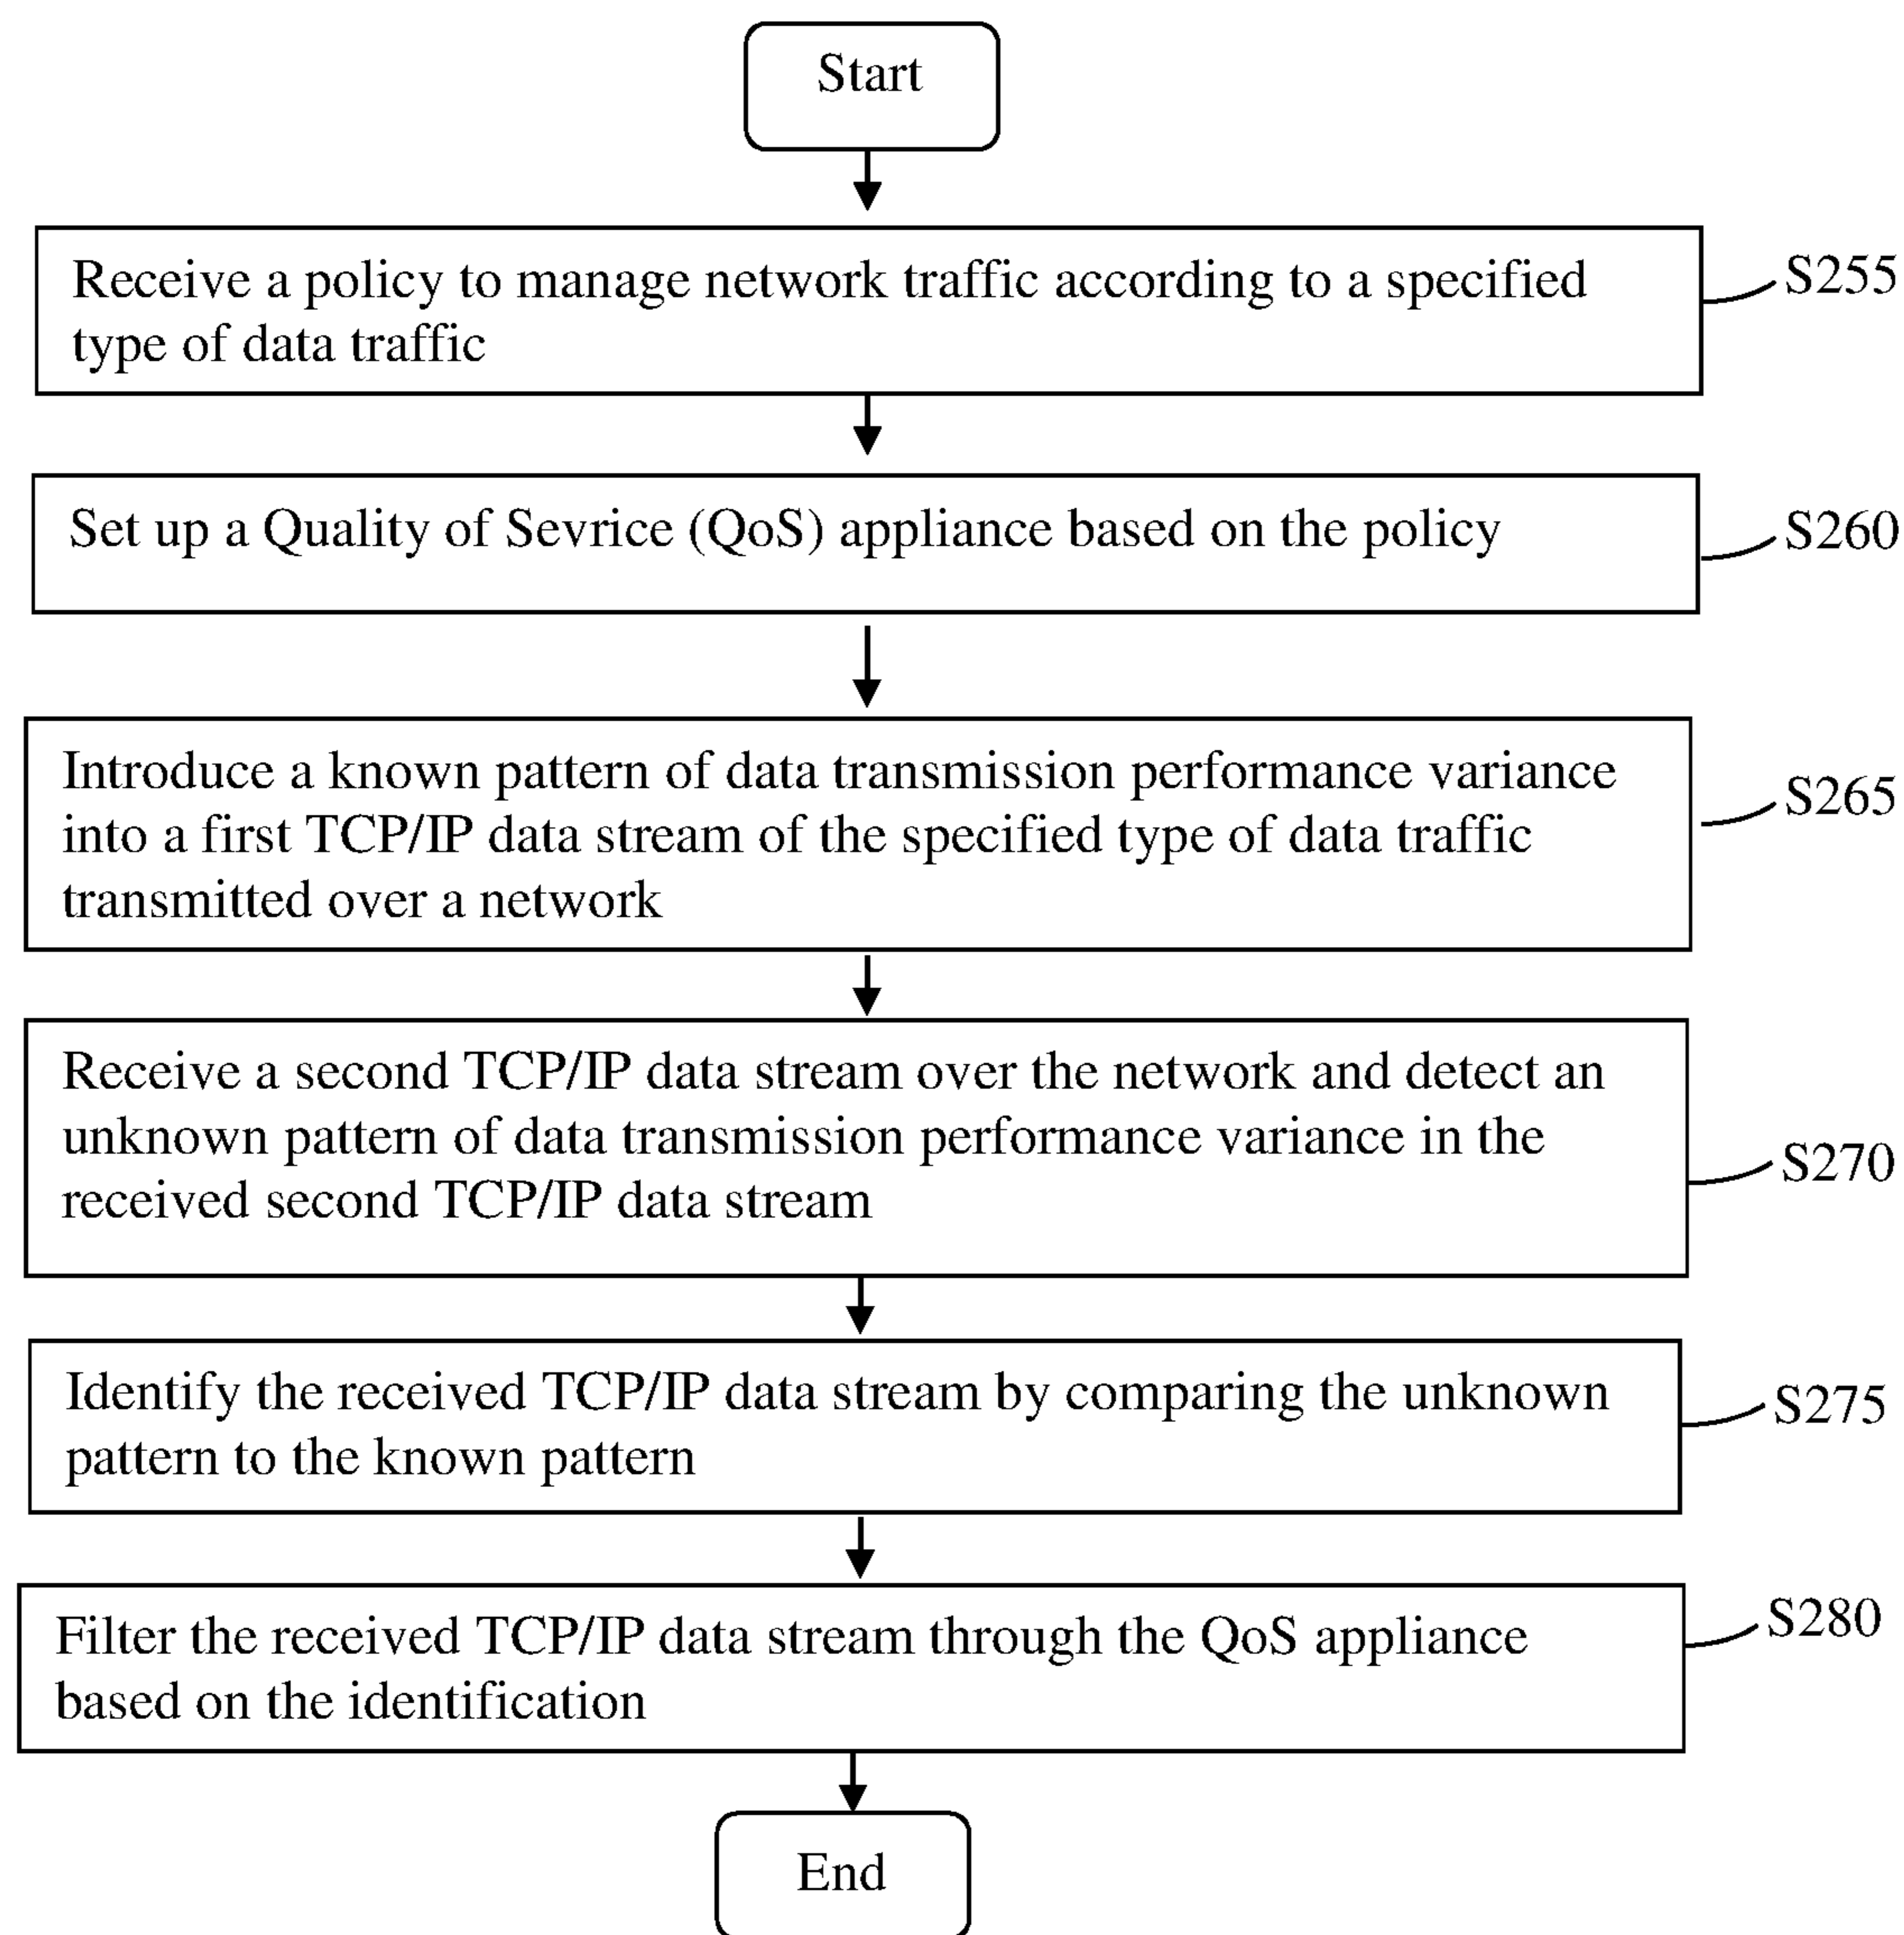 Start
Receive a policy to manage network traffic according to a specified
type of data traffic
S255
Set up a Quality of Sevrice (QoS) appliance based on the policy
S260
Introduce a known pattern of data transmission performance variance
into a first TCP/IP data stream of the specified type of data traffic
transmitted over a network
S265
Receive a second TCP/IP data stream over the network and detect an
unknown pattern of data transmission performance variance in the
received second TCP/IP data stream
S270
Identify the received TCP/IP data stream by comparing the unknown
pattern to the known pattern
S275
Filter the received TCP/IP data stream through the QoS appliance
based on the identification
S280
End